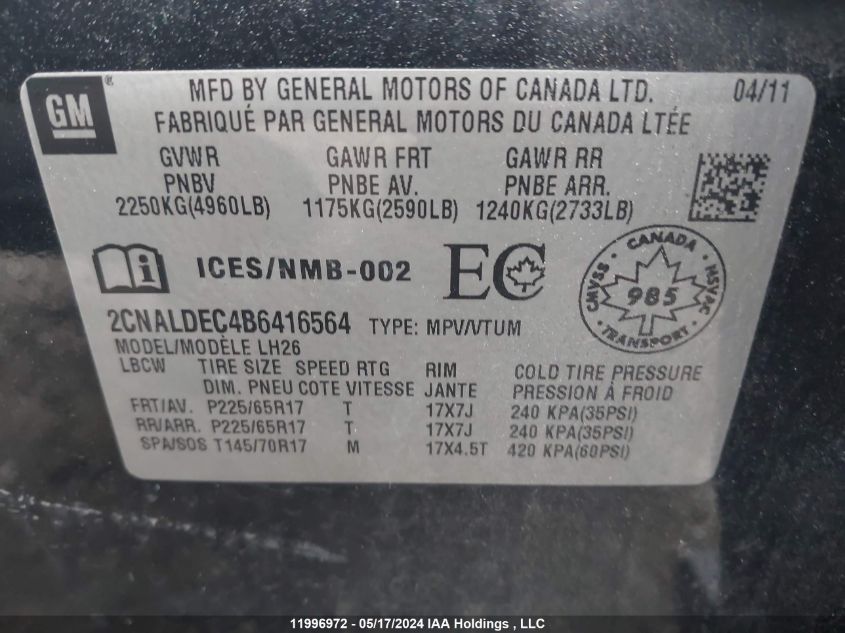 GM ® MFD BY GENERAL MOTORS OF CANADA LTD. 04/11
FABRIQUÉ PAR GENERAL MOTORS DU CANADA LTÉE
GVWR GAWR FRT GAWR RR
PNBV PNBE AV. PNBE ARR.
2250KG(4960LB) 1175KG(2590LB) 1240KG(2733LB)
i ICES/NMB-002 EC
CANADA
CMVSS 985 NSVAC
TRANSPORT
2CNALDEC4B6416564 TYPE: MPV/VTUM
MODEL/MODÈLE LH26
LBCW TIRE SIZE SPEED RTG RIM COLD TIRE PRESSURE
DIM. PNEU COTE VITESSE JANTE PRESSION À FROID
FRT/AV. P225/65R17 T 17X7J 240 KPA(35PSI)
RR/ARR. P225/65R17 T 17X7J 240 KPA(35PSI)
SPA/SOS T145/70R17 M 17X4.5T 420 KPA(60PSI)
11996972 - 05/17/2024 IAA Holdings , LLC